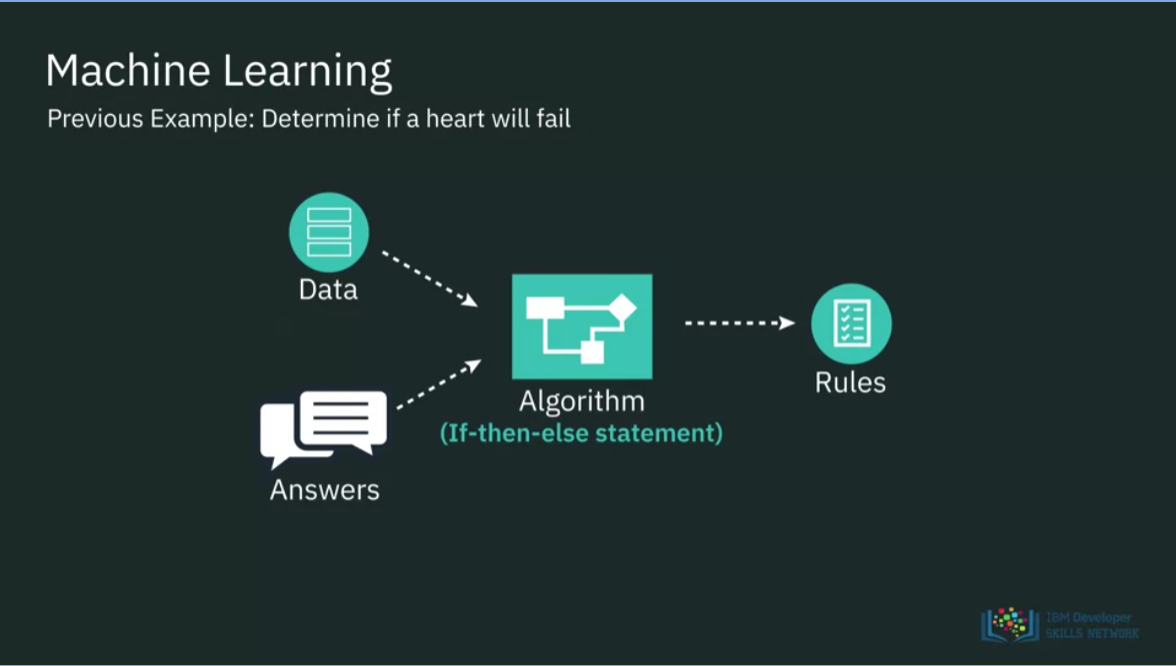 Machine Learning
Previous Example: Determine if a heart will fail
Data
Answers
Algorithm
(If-then-else statement)
Rules
IBM Developer
SKILLS NETWORK